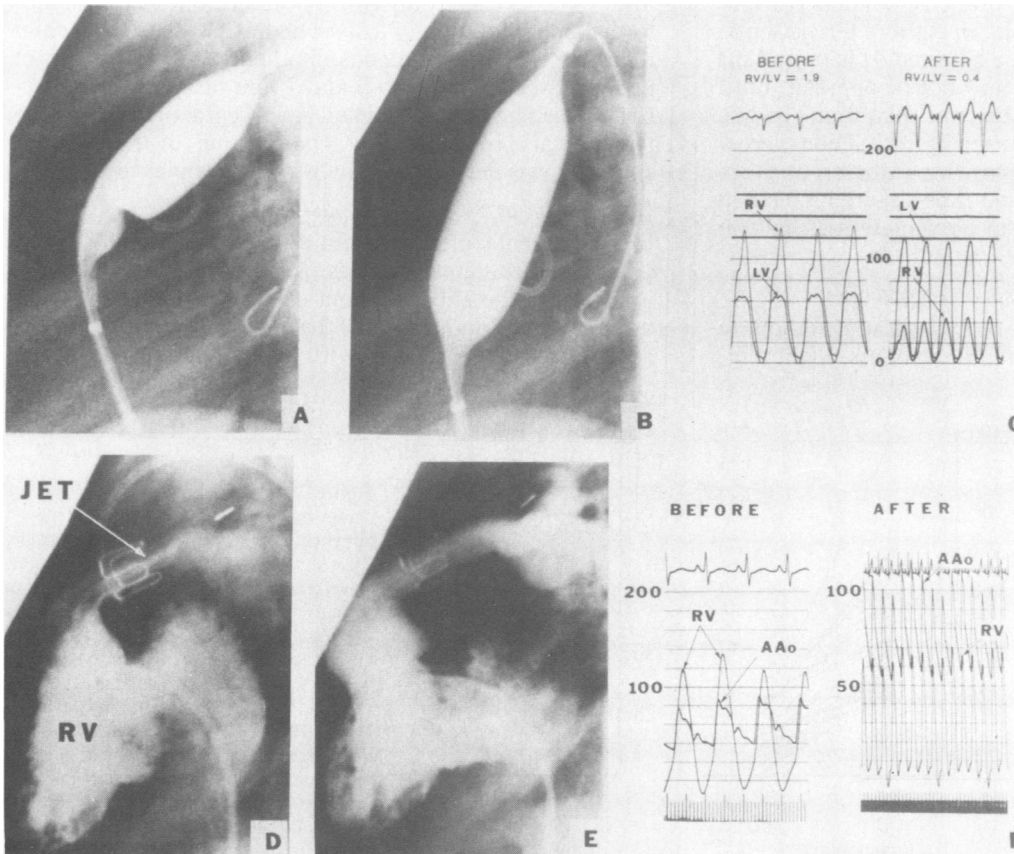 BEFORE
RV/LV = 1.9
AFTER
RV/LV = 0.4
200
RV
LV
LV
100
RV
0
A
B
JET
RV
D
E
BEFORE
AFTER
200
RV
AAo
100
100
AAo
RV
50